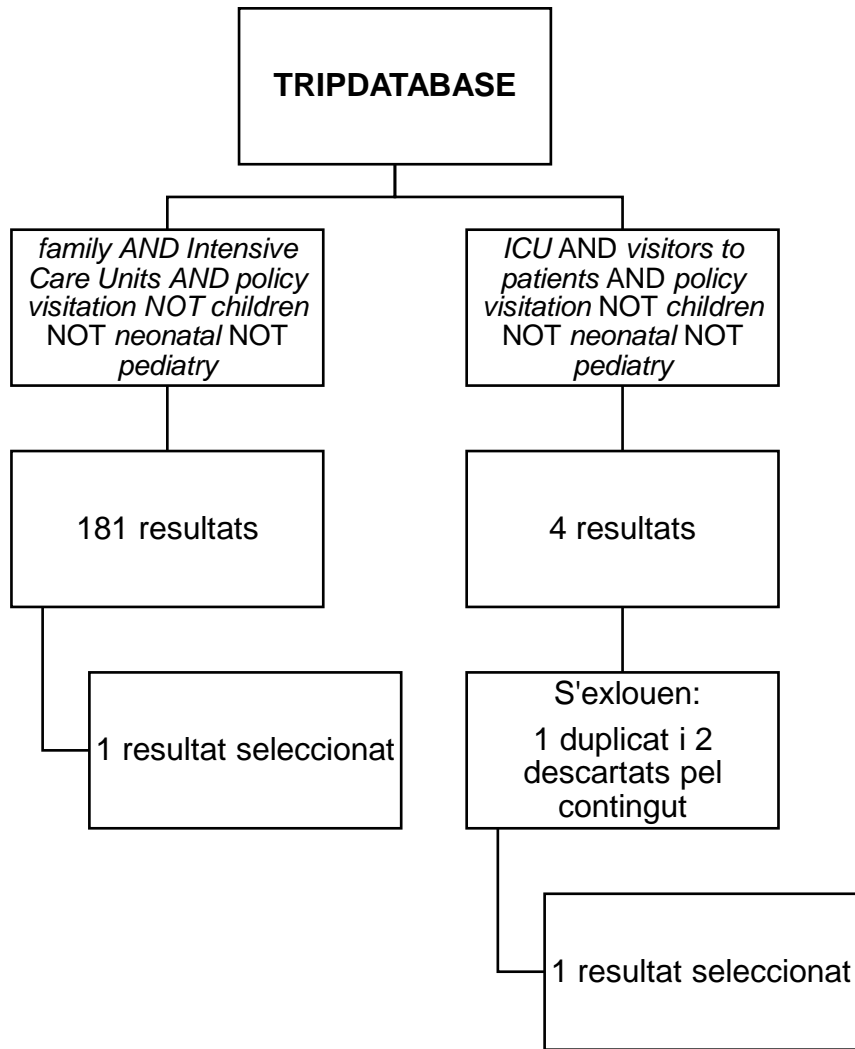 TRIPDATABASE
family AND Intensive
Care Units AND policy
visitation NOT children
NOT neonatal NOT
pediatry
ICU AND visitors to
patients AND policy
visitation NOT children
NOT neonatal NOT
pediatry
181 resultats
4 resultats
1 resultat seleccionat
S'exlouen:
1 duplicat i 2
descartats pel
contingut
1 resultat seleccionat